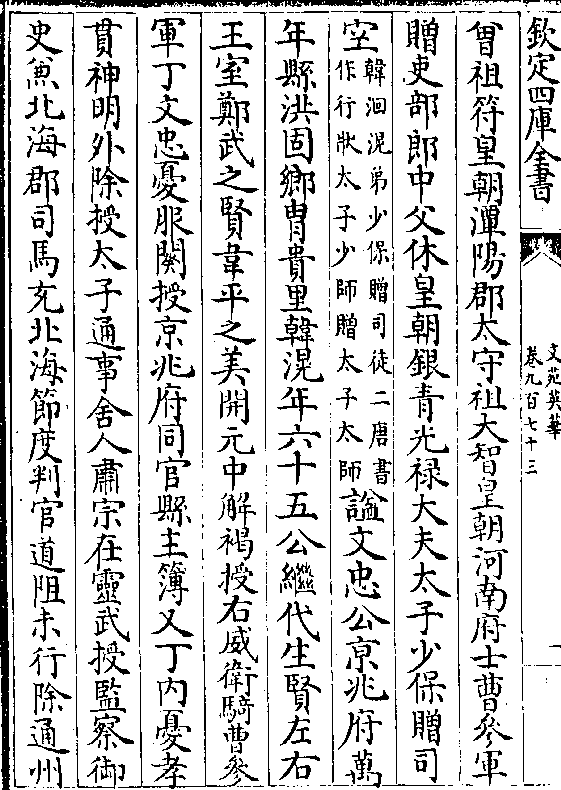 欽定四庫全書
文苑英華
卷九百七十三
一
曾祖符皇朝潭陽郡太守祖大智皇朝河南府士曹參軍
贈吏部郎中父休皇朝銀青光禄大夫太子少保贈司
空
韓洄滉弟少保贈司徒二唐書
作行狀太子少師贈太子太師
諡文忠公京兆府萬
年縣洪固鄉胄貴里韓滉年六十五公繼代生賢左右
王室鄭武之賢韋平之美開元中解褐授右威衛騎曹參
軍丁文忠憂服闋授京兆府同官縣主簿又丁內憂孝
貫神明外除授太子通事舍人肅宗在靈武授監察御
史兼北海郡司馬充北海節度判官道阻未行除通州